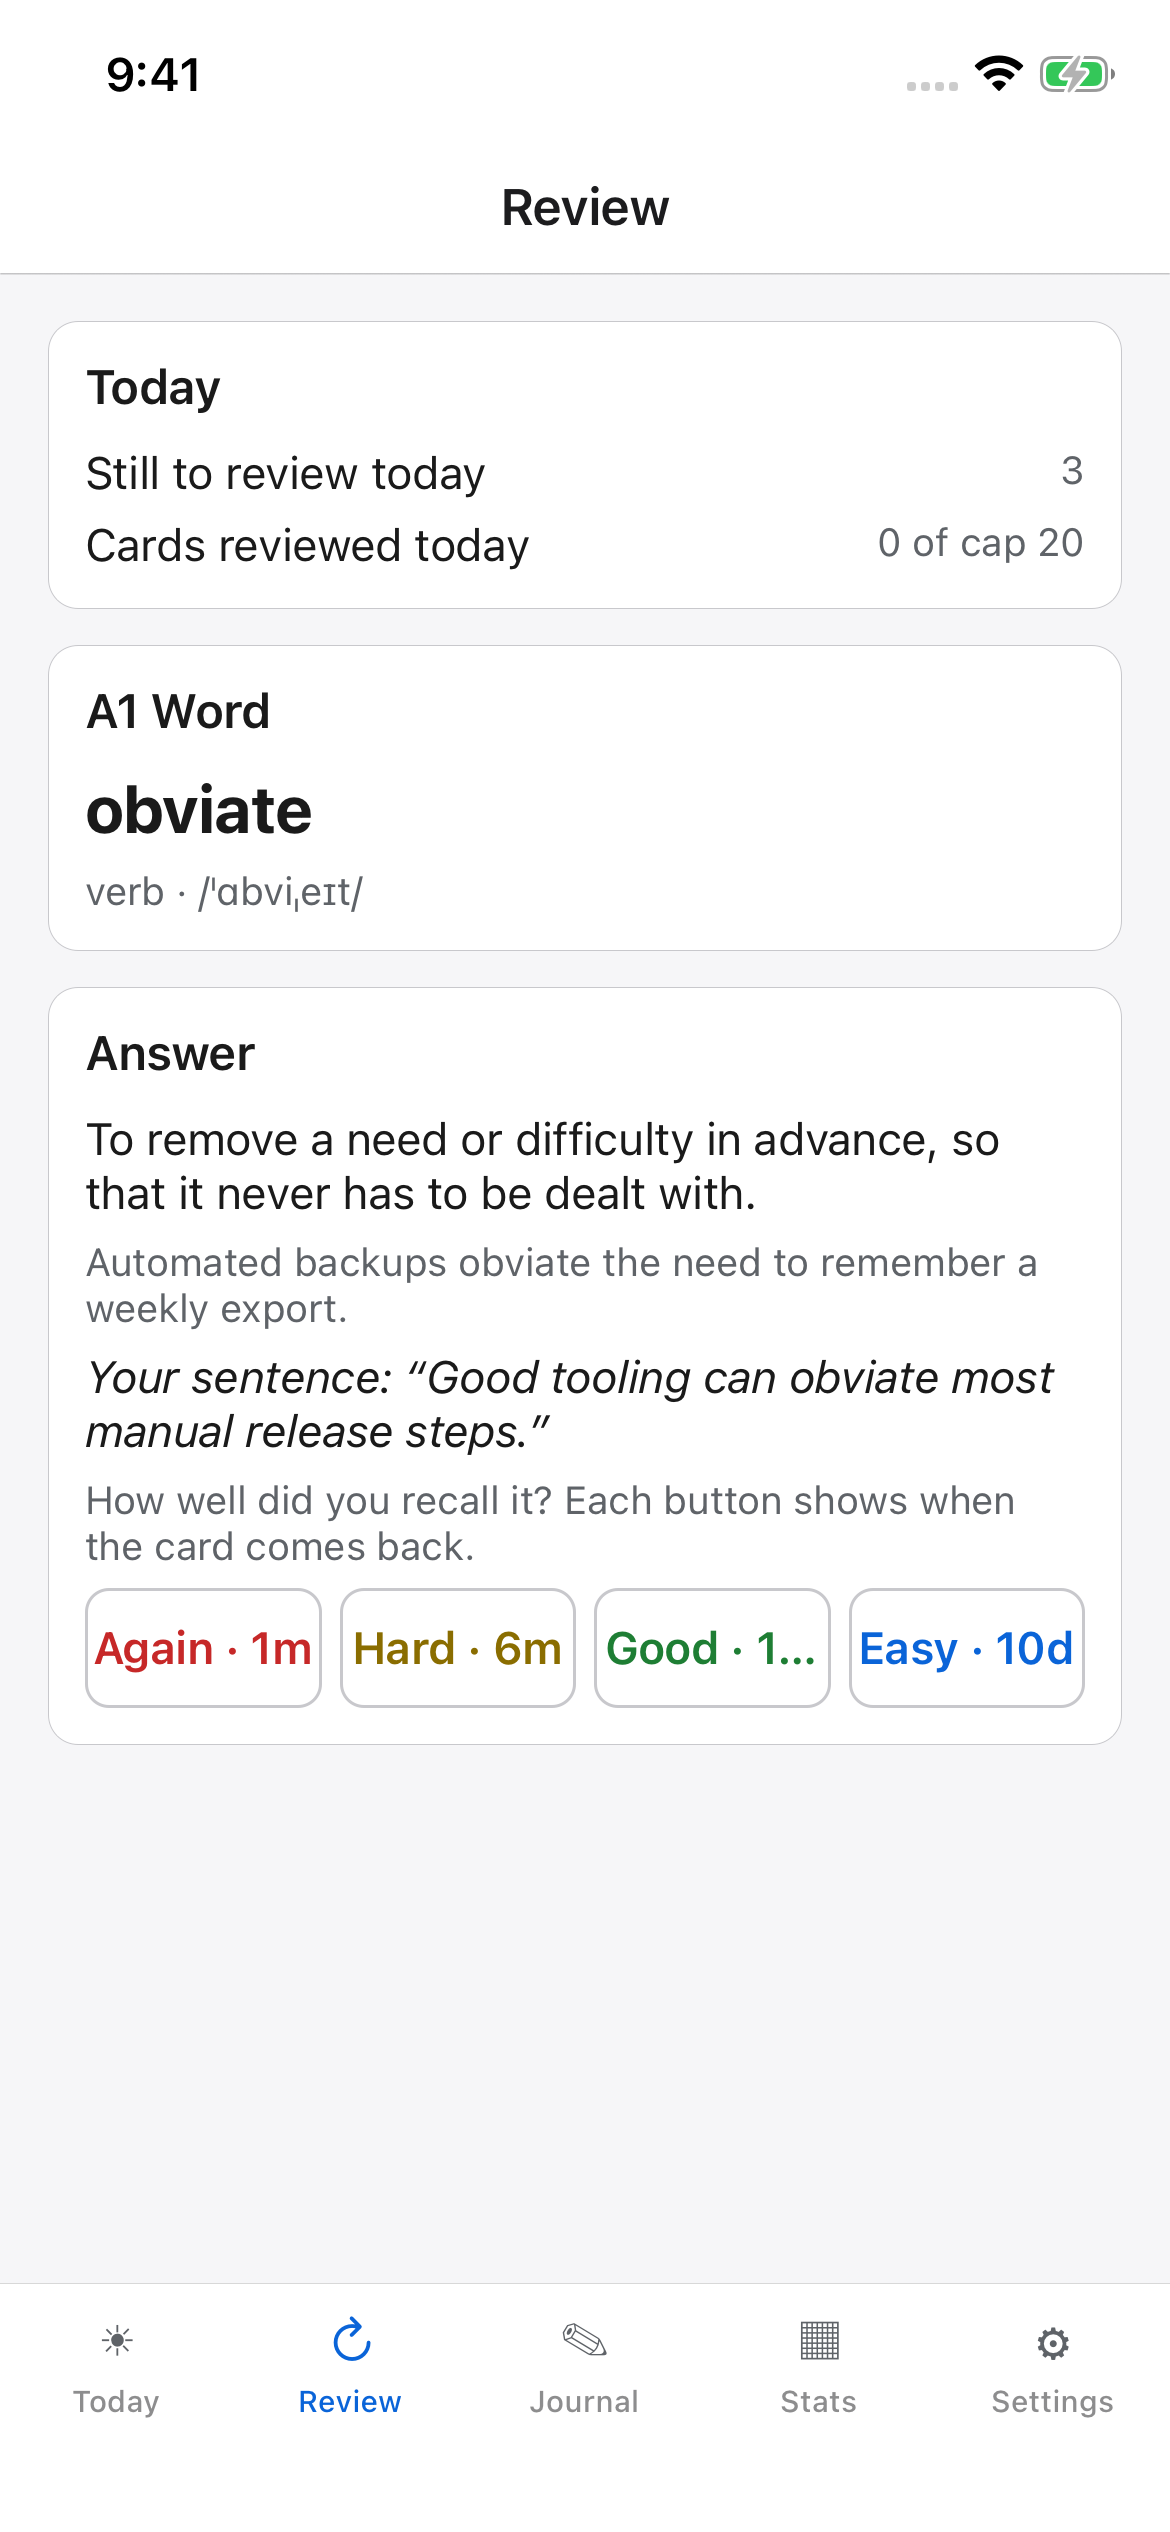 9:41
Review
Today
Still to review today 3
Cards reviewed today 0 of cap 20
A1 Word
obviate
verb · /ˈɑbviˌeɪt/
Answer
To remove a need or difficulty in advance, so
that it never has to be dealt with.
Automated backups obviate the need to remember a
weekly export.
Your sentence: “Good tooling can obviate most
manual release steps.”
How well did you recall it? Each button shows when
the card comes back.
Again · 1m Hard · 6m Good · 1... Easy · 10d
Today Review Journal Stats Settings